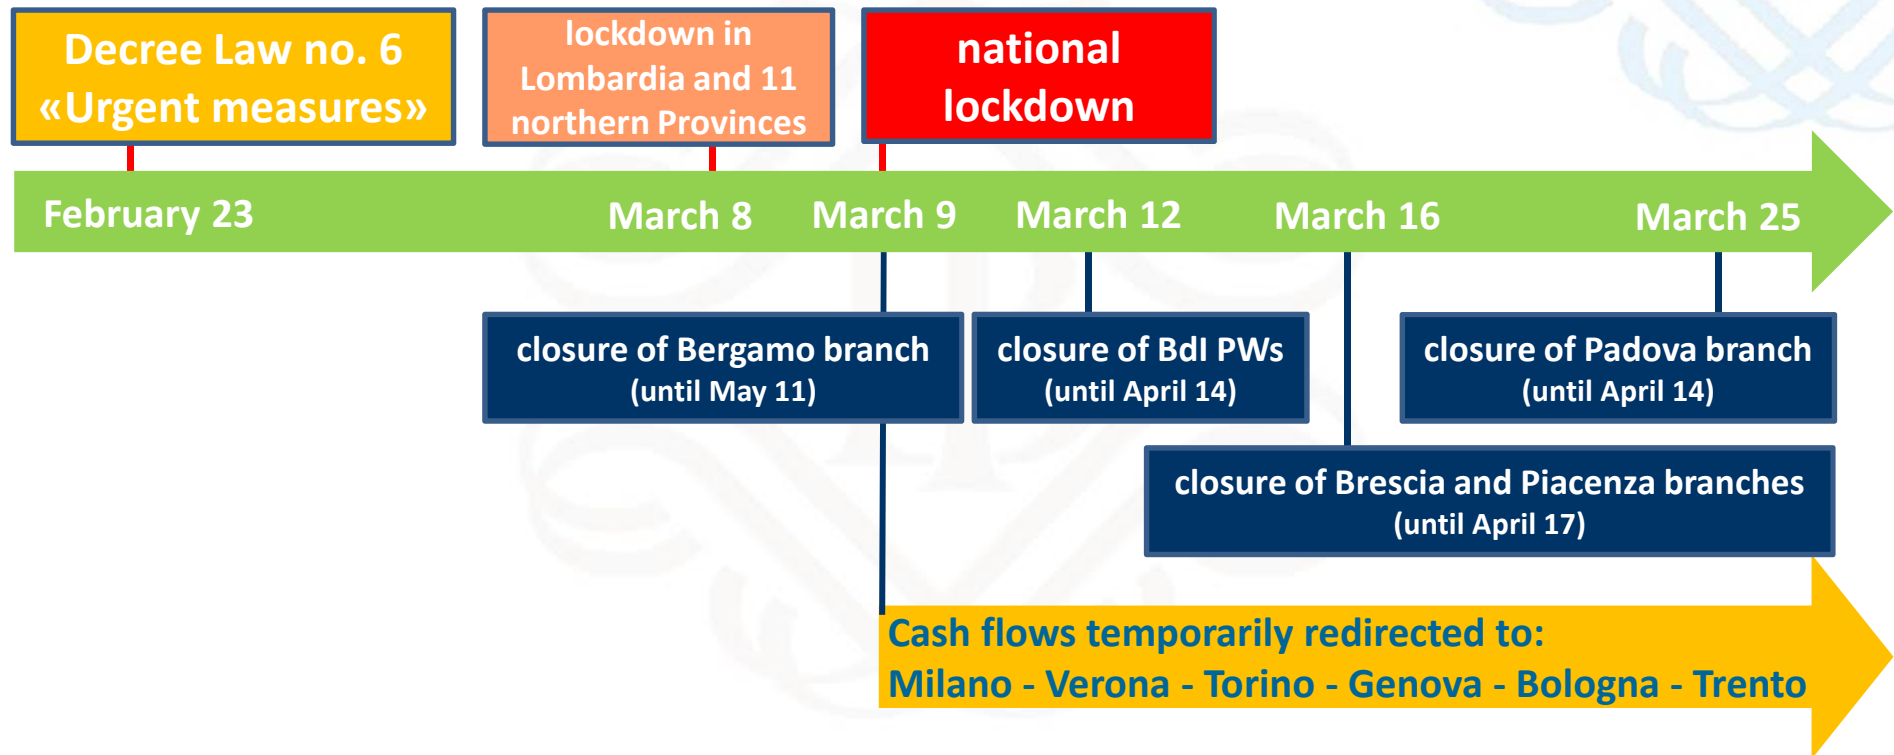 Decree Law no. 6
«Urgent measures»
lockdown in
Lombardia and 11
northern Provinces
national
lockdown
February 23
March 8
March 9
March 12
March 16
March 25
closure of Bergamo branch
(until May 11)
closure of BdI PWs
(until April 14)
closure of Padova branch
(until April 14)
closure of Brescia and Piacenza branches
(until April 17)
Cash flows temporarily redirected to:
Milano - Verona - Torino - Genova - Bologna - Trento